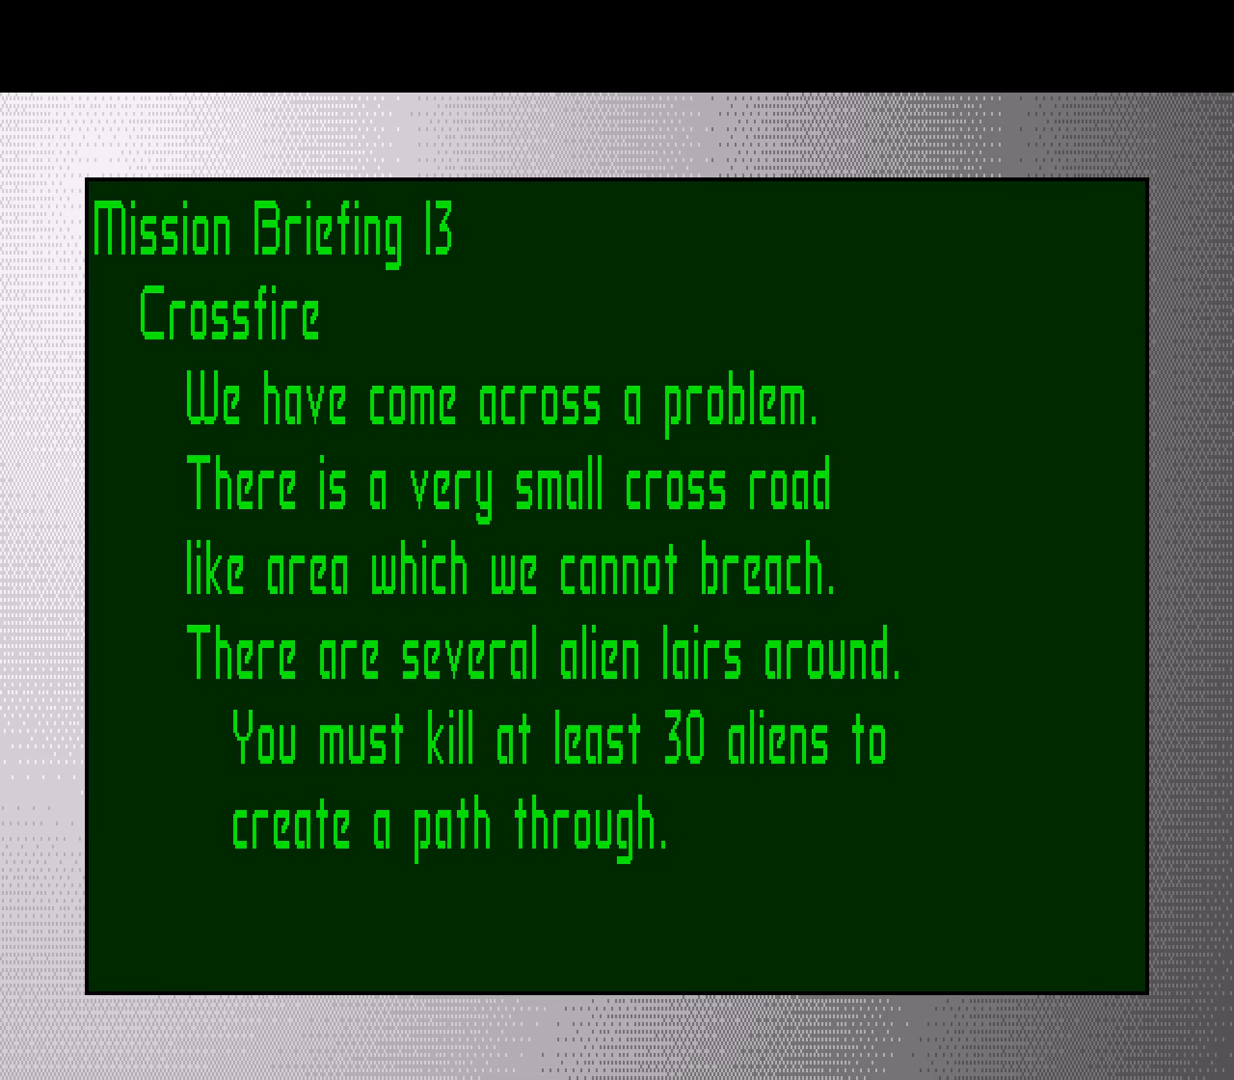 Mission Briefing 13
Crossfire
We have come across a problem.
There is a very small cross road
like area which we cannot breach.
There are several alien lairs around.
You must kill at least 30 aliens to
create a path through.